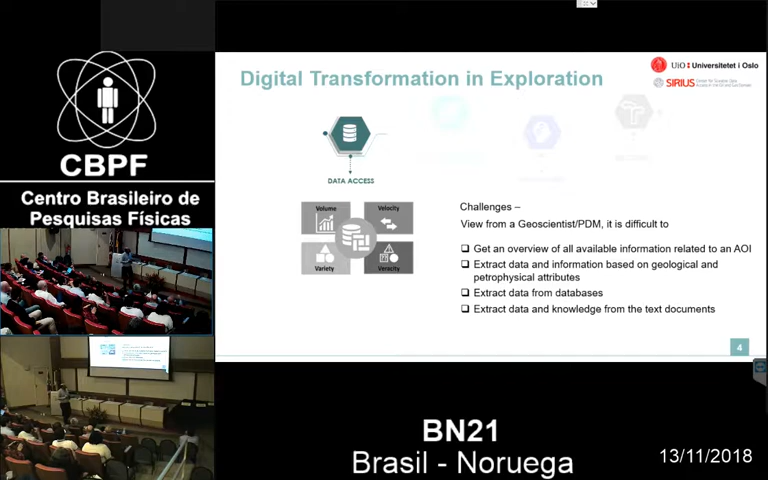 CBPF
Centro Brasileiro de
Pesquisas Físicas
Digital Transformation in Exploration
UiO Universitetet i Oslo
SIRIUS
DATA ACCESS
Volume
Velocity
Variety
Veracity
Challenges –
View from a Geoscientist/PDM, it is difficult to
Get an overview of all available information related to an AOI
Extract data and information based on geological and
petrophysical attributes
Extract data from databases
Extract data and knowledge from the text documents
4
BN21
Brasil - Noruega
13/11/2018